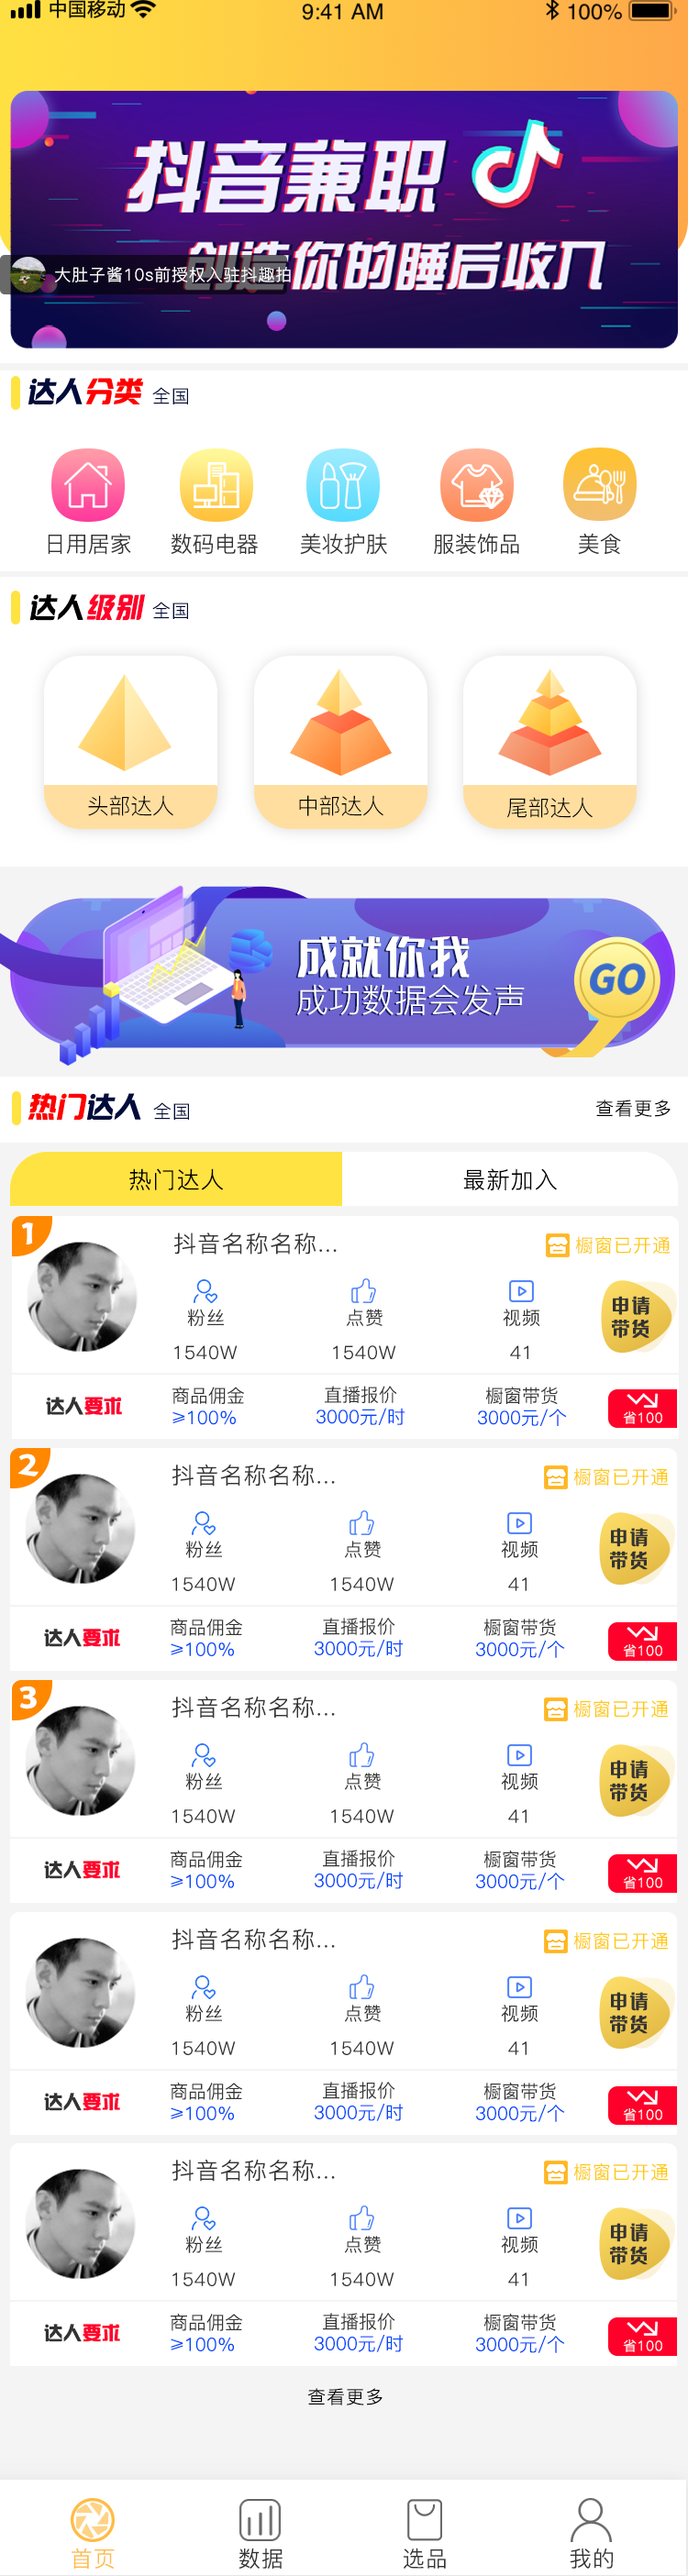 中国移动 9:41 AM 100%
抖音兼职
创造你的睡后收入
大肚子酱10s前授权入驻抖趣拍
达人分类 全国
日用居家 数码电器 美妆护肤 服装饰品 美食
达人级别 全国
头部达人 中部达人 尾部达人
成就你我
成功数据会发声
GO
热门达人 全国 查看更多
热门达人 最新加入
1 抖音名称名称... 橱窗已开通
粉丝 点赞 视频 申请带货
1540W 1540W 41
达人要求 商品佣金 直播报价 橱窗带货
≥100% 3000元/时 3000元/个 省100
2 抖音名称名称... 橱窗已开通
粉丝 点赞 视频 申请带货
1540W 1540W 41
达人要求 商品佣金 直播报价 橱窗带货
≥100% 3000元/时 3000元/个 省100
3 抖音名称名称... 橱窗已开通
粉丝 点赞 视频 申请带货
1540W 1540W 41
达人要求 商品佣金 直播报价 橱窗带货
≥100% 3000元/时 3000元/个 省100
抖音名称名称... 橱窗已开通
粉丝 点赞 视频 申请带货
1540W 1540W 41
达人要求 商品佣金 直播报价 橱窗带货
≥100% 3000元/时 3000元/个 省100
抖音名称名称... 橱窗已开通
粉丝 点赞 视频 申请带货
1540W 1540W 41
达人要求 商品佣金 直播报价 橱窗带货
≥100% 3000元/时 3000元/个 省100
查看更多
首页 数据 选品 我的